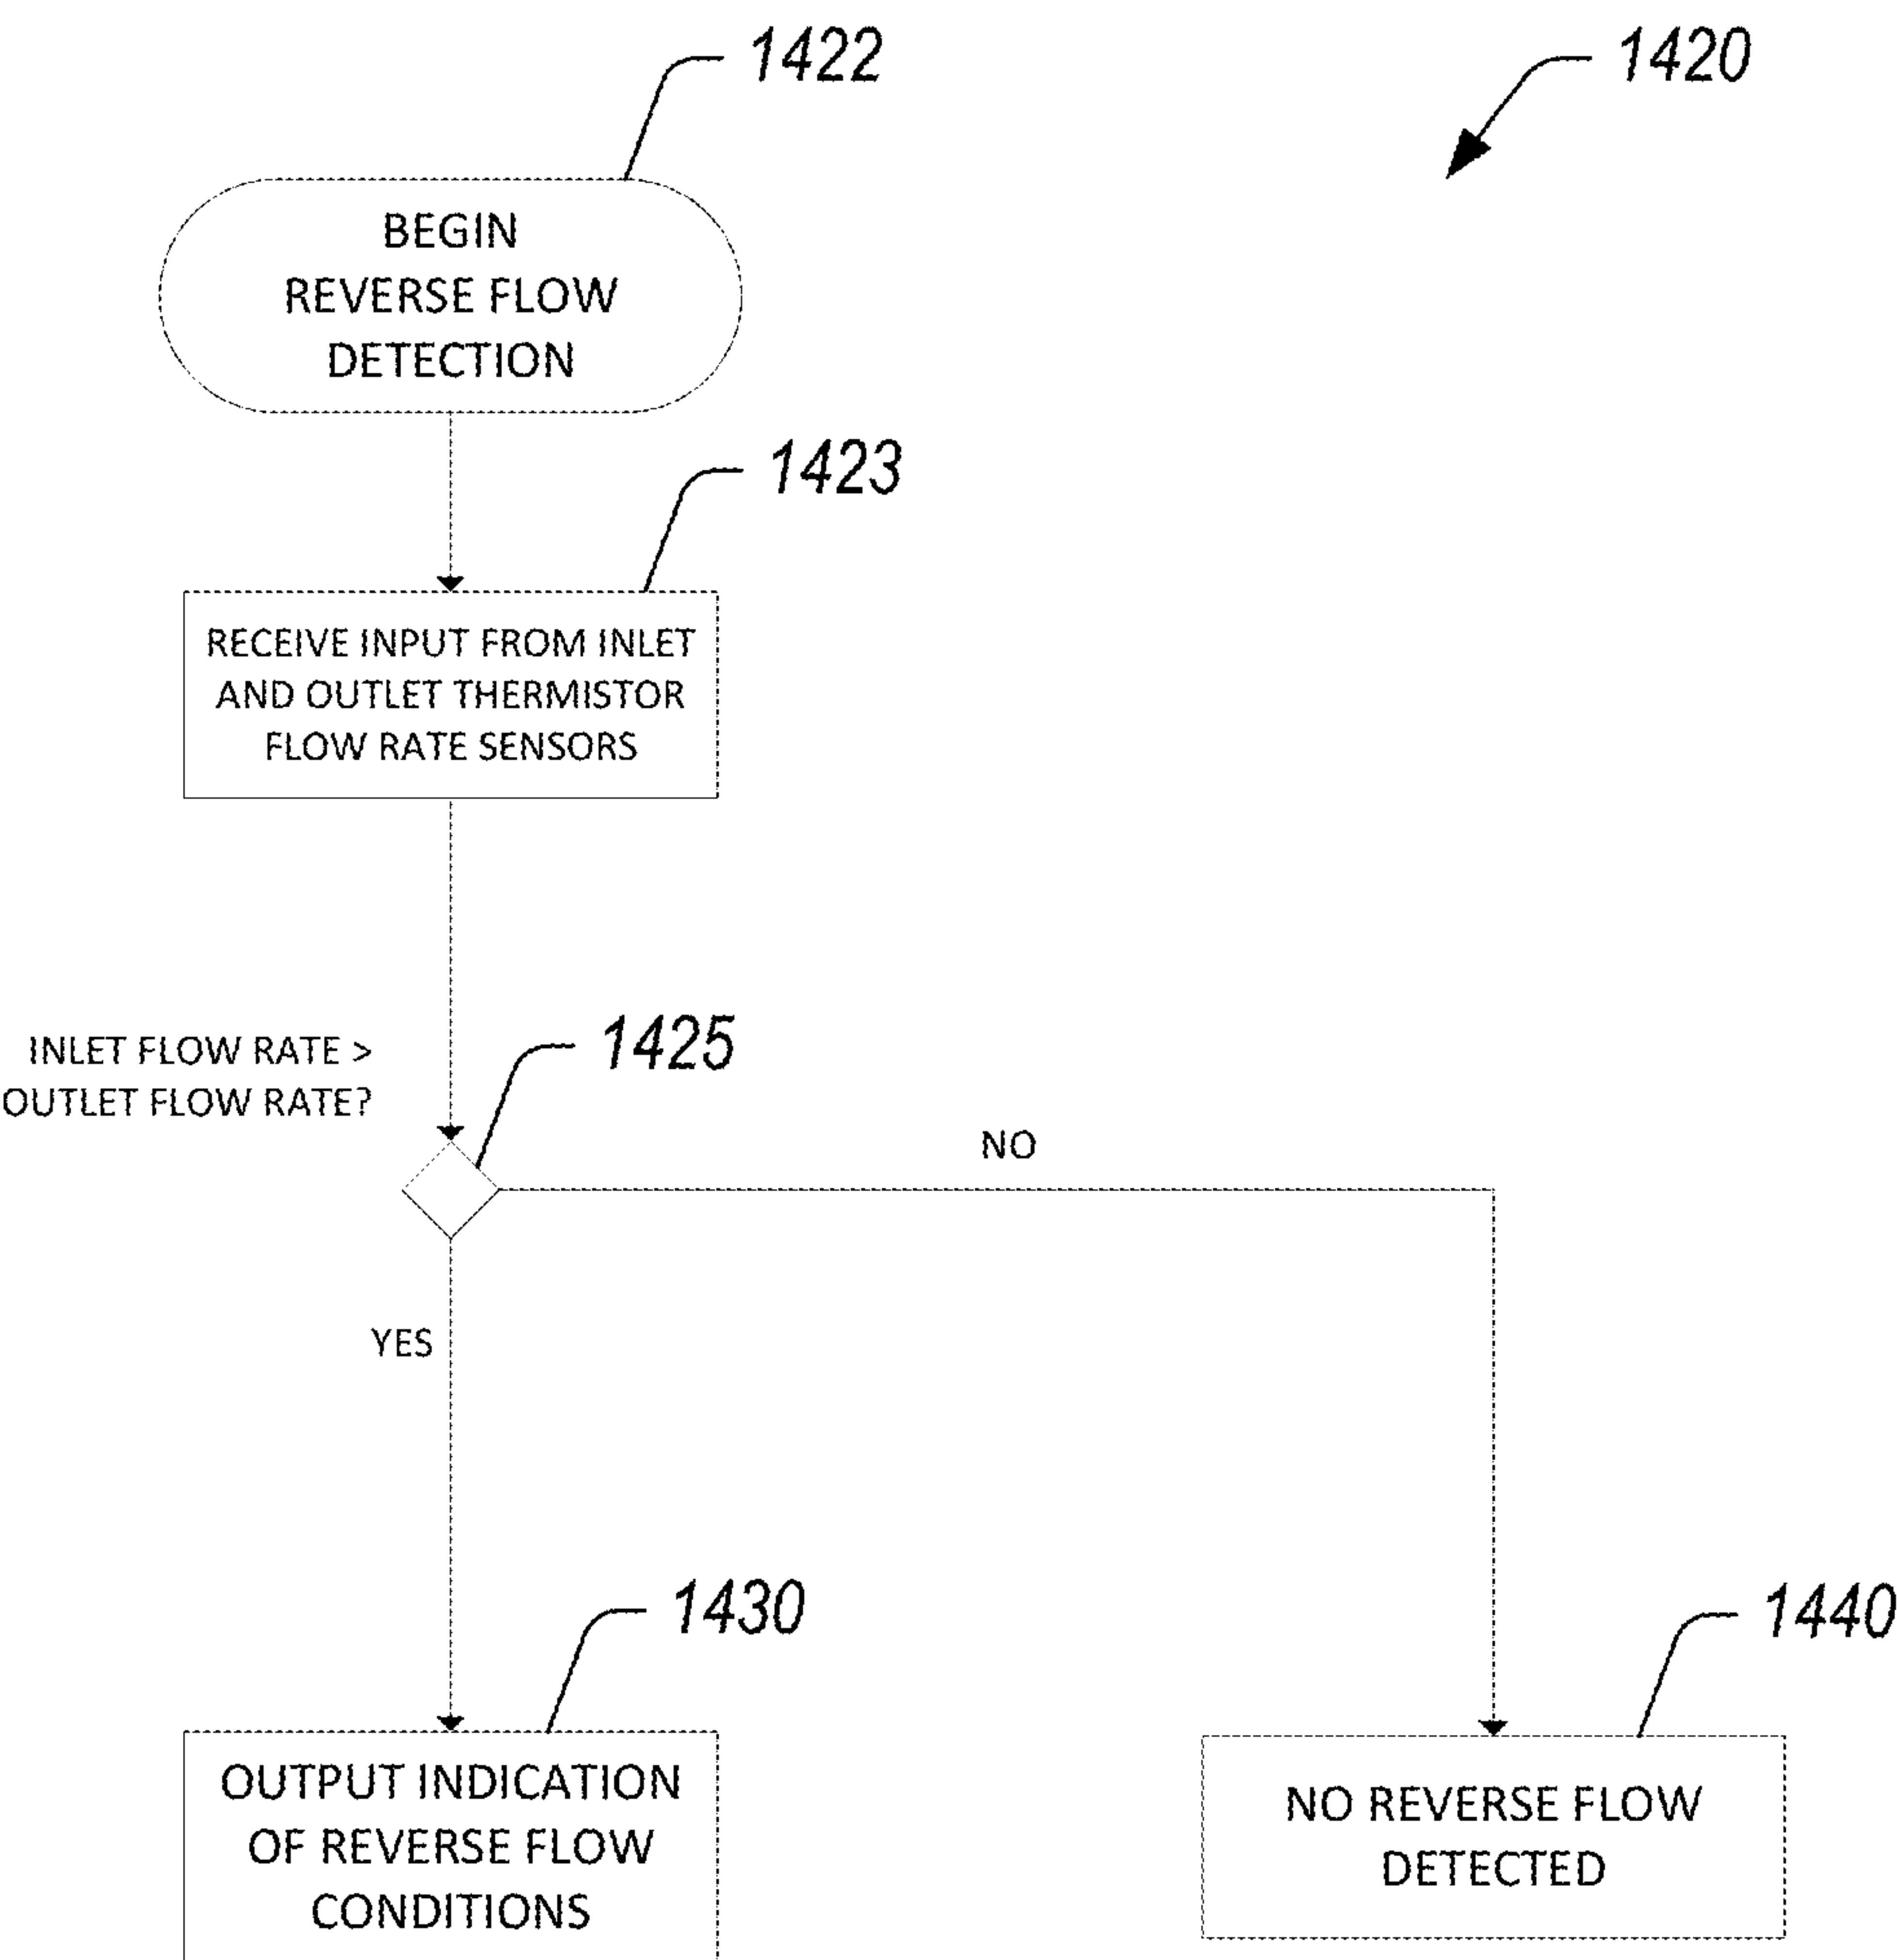 1422
1420
BEGIN
REVERSE FLOW
DETECTION
1423
RECEIVE INPUT FROM INLET
AND OUTLET THERMISTOR
FLOW RATE SENSORS
INLET FLOW RATE >
OUTLET FLOW RATE?
1425
NO
YES
1430
1440
OUTPUT INDICATION
OF REVERSE FLOW
CONDITIONS
NO REVERSE FLOW
DETECTED